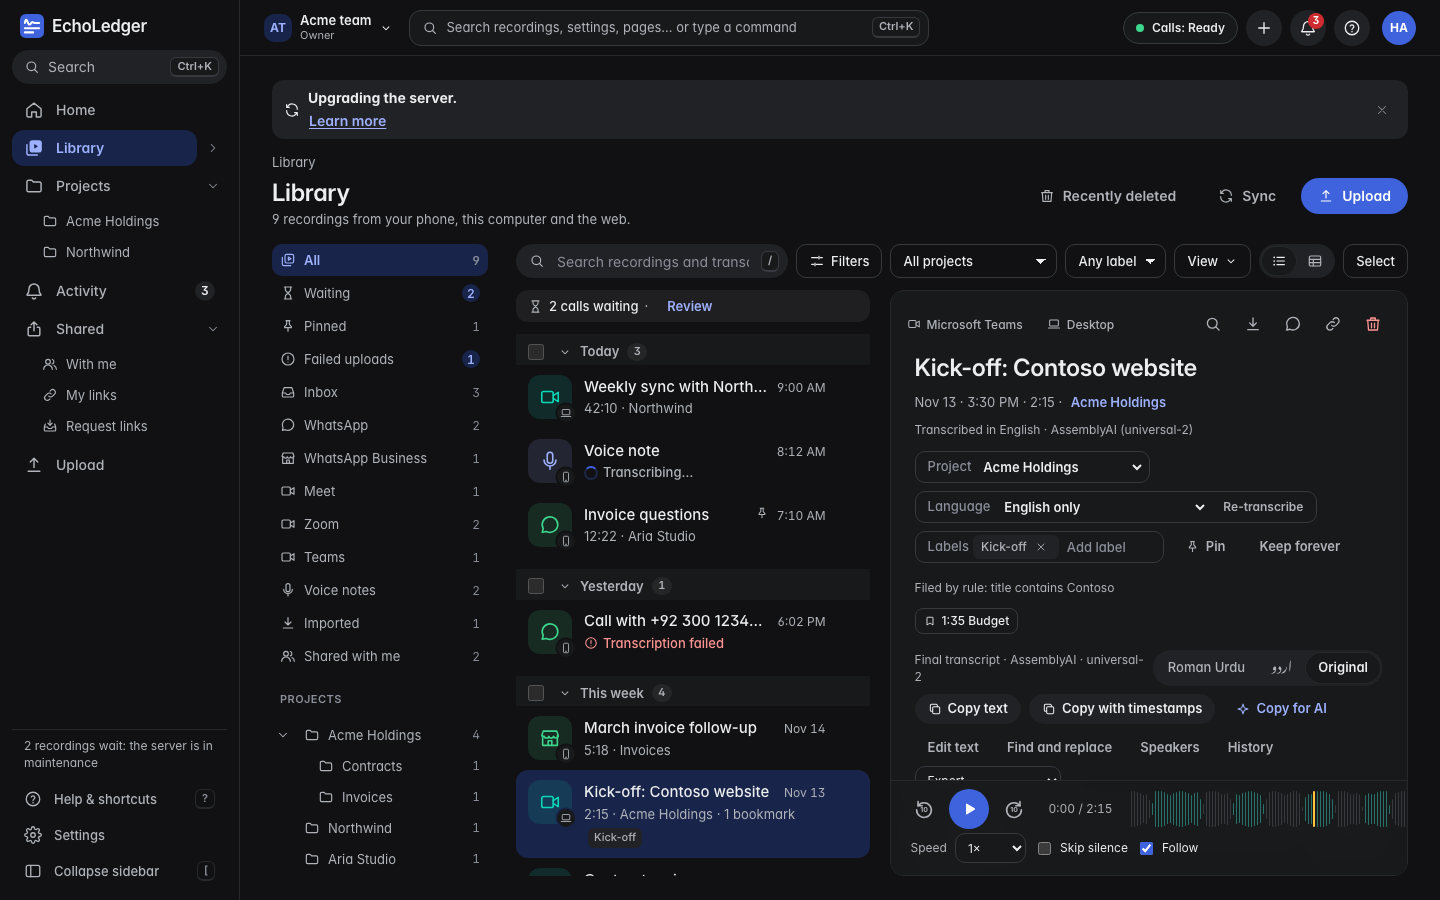 EchoLedger
Search Ctrl+K
Home
Library
Projects
Acme Holdings
Northwind
Activity 3
Shared
With me
My links
Request links
Upload
2 recordings wait: the server is in
maintenance
Help & shortcuts ?
Settings
Collapse sidebar [
AT Acme team
Owner
Search recordings, settings, pages... or type a command Ctrl+K
Calls: Ready
3
HA
Upgrading the server.
Learn more
Library
Library
9 recordings from your phone, this computer and the web.
Recently deleted
Sync
Upload
All 9
Waiting 2
Pinned 1
Failed uploads 1
Inbox 3
WhatsApp 2
WhatsApp Business 1
Meet 1
Zoom 2
Teams 1
Voice notes 2
Imported 1
Shared with me 2
PROJECTS
Acme Holdings 4
Contracts 1
Invoices 1
Northwind 1
Aria Studio 1
Search recordings and transc /
Filters
All projects
Any label
View
Select
2 calls waiting · Review
Today 3
Weekly sync with North... 9:00 AM
42:10 · Northwind
Voice note 8:12 AM
Transcribing...
Invoice questions 7:10 AM
12:22 · Aria Studio
Yesterday 1
Call with +92 300 1234... 6:02 PM
Transcription failed
This week 4
March invoice follow-up Nov 14
5:18 · Invoices
Kick-off: Contoso website Nov 13
2:15 · Acme Holdings · 1 bookmark
Kick-off
Microsoft Teams Desktop
Kick-off: Contoso website
Nov 13 · 3:30 PM · 2:15 · Acme Holdings
Transcribed in English · AssemblyAI (universal-2)
Project Acme Holdings
Language English only Re-transcribe
Labels Kick-off × Add label Pin Keep forever
Filed by rule: title contains Contoso
1:35 Budget
Final transcript · AssemblyAI · universal-
2
Roman Urdu اردو Original
Copy text Copy with timestamps Copy for AI
Edit text Find and replace Speakers History
Export
10 10 0:00 / 2:15
Speed 1× Skip silence Follow